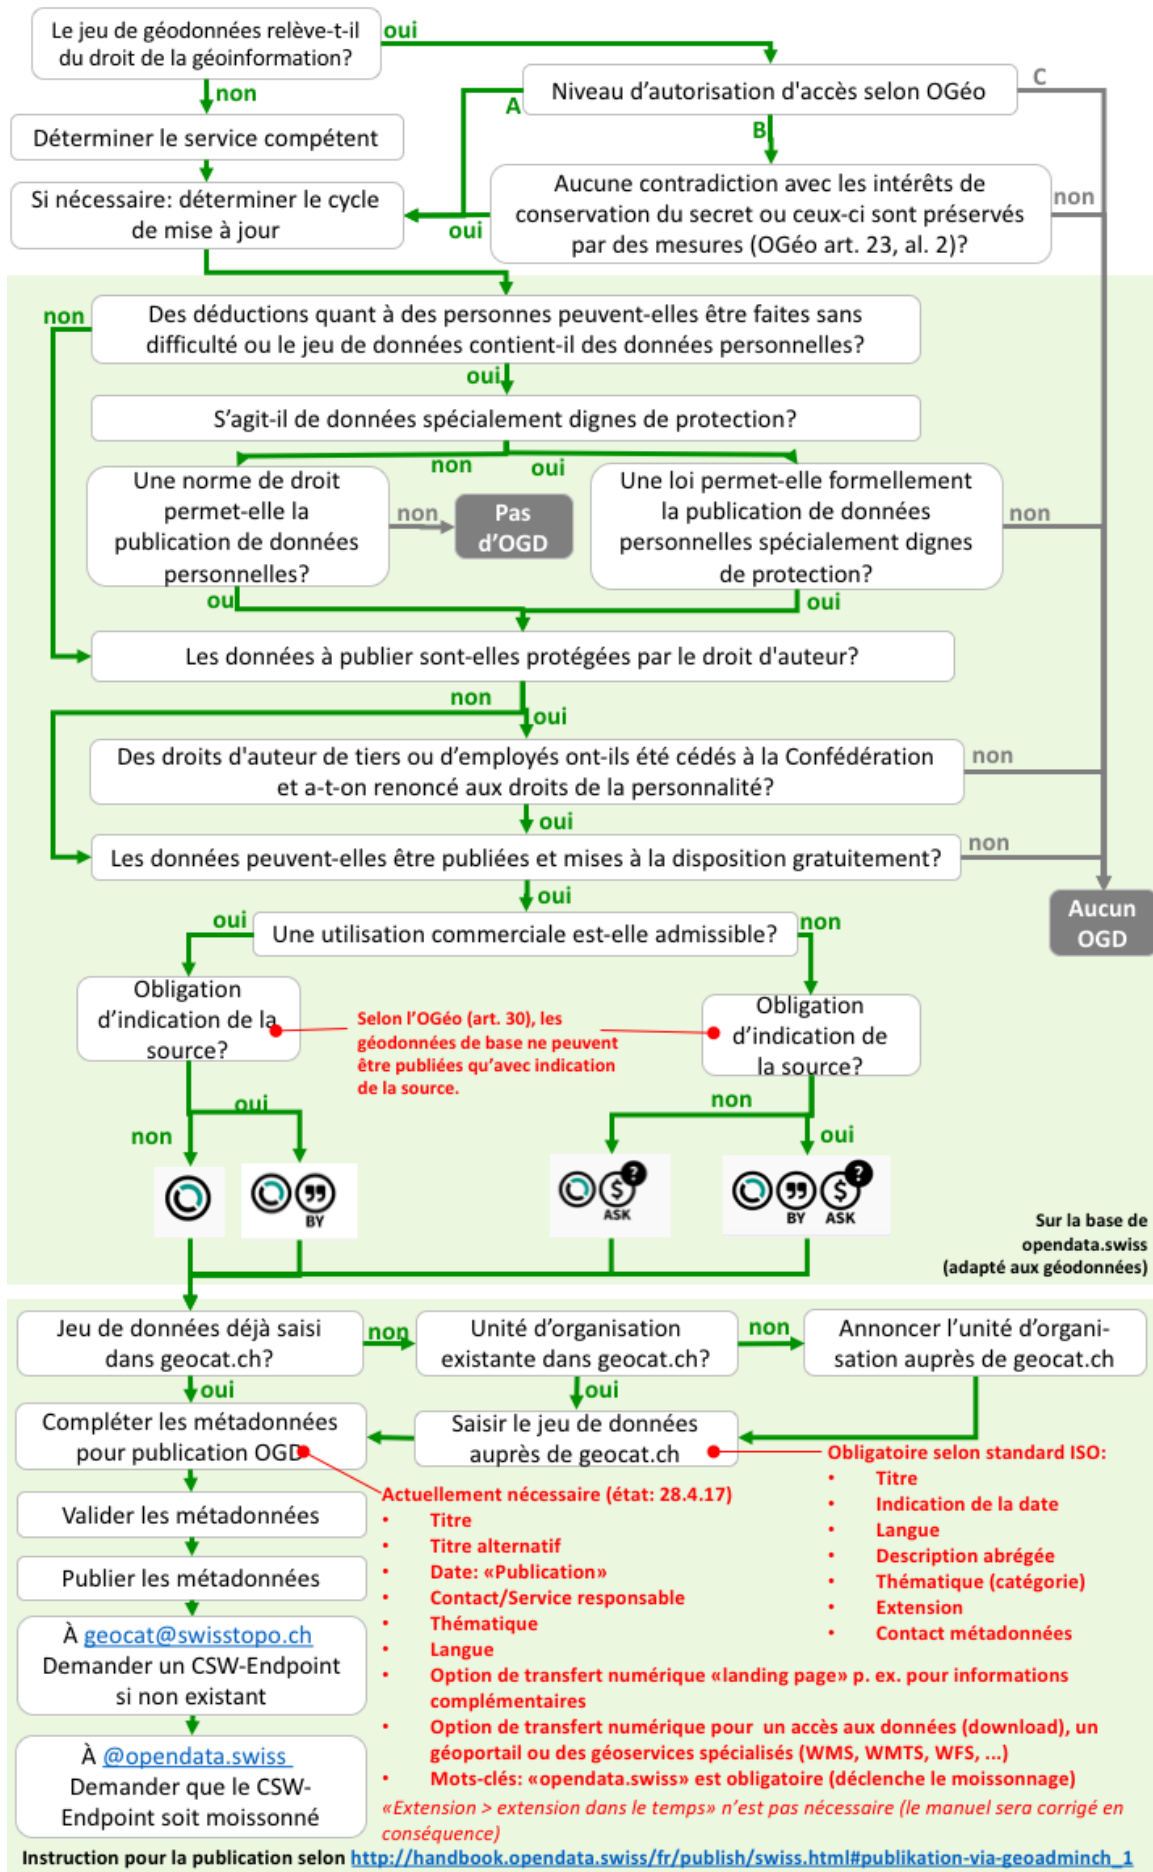 Le jeu de géodonnées relève-t-il
du droit de la géoinformation?
oui
non
Niveau d'autorisation d'accès selon OGéo
A
B
C
Déterminer le service compétent
Si nécessaire: déterminer le cycle
de mise à jour
Aucune contradiction avec les intérêts de
conservation du secret ou ceux-ci sont préservés
par des mesures (OGéo art. 23, al. 2)?
oui
non
Des déductions quant à des personnes peuvent-elles être faites sans
difficulté ou le jeu de données contient-il des données personnelles?
non
oui
S'agit-il de données spécialement dignes de protection?
non
oui
Une norme de droit
permet-elle la
publication de données
personnelles?
non
Pas
d'OGD
Une loi permet-elle formellement
la publication de données
personnelles spécialement dignes
de protection?
non
ou
oui
Les données à publier sont-elles protégées par le droit d'auteur?
non
oui
Des droits d'auteur de tiers ou d'employés ont-ils été cédés à la Confédération
et a-t-on renoncé aux droits de la personnalité?
non
oui
Les données peuvent-elles être publiées et mises à la disposition gratuitement?
non
oui
Aucun
OGD
Une utilisation commerciale est-elle admissible?
oui
non
Obligation
d'indication de la
source?
Selon l'OGéo (art. 30), les
géodonnées de base ne peuvent
être publiées qu'avec indication
de la source.
Obligation
d'indication de
la source?
non
oui
non
oui
BY
$ ?
ASK
BY
$ ?
ASK
Sur la base de
opendata.swiss
(adapté aux géodonnées)
Jeu de données déjà saisi
dans geocat.ch?
non
Unité d'organisation
existante dans geocat.ch?
non
Annoncer l'unité d'organi-
sation auprès de geocat.ch
oui
oui
Compléter les métadonnées
pour publication OGD
Saisir le jeu de données
auprès de geocat.ch
Obligatoire selon standard ISO:
• Titre
• Indication de la date
• Langue
• Description abrégée
• Thématique (catégorie)
• Extension
• Contact métadonnées
Actuellement nécessaire (état: 28.4.17)
• Titre
• Titre alternatif
• Date: «Publication»
• Contact/Service responsable
• Thématique
• Langue
• Option de transfert numérique «landing page» p. ex. pour informations
complémentaires
• Option de transfert numérique pour un accès aux données (download), un
géoportail ou des géoservices spécialisés (WMS, WMTS, WFS, ...)
• Mots-clés: «opendata.swiss» est obligatoire (déclenche le moissonnage)
«Extension > extension dans le temps» n'est pas nécessaire (le manuel sera corrigé en
conséquence)
Valider les métadonnées
Publier les métadonnées
À geocat@swisstopo.ch
Demander un CSW-Endpoint
si non existant
À @opendata.swiss
Demander que le CSW-
Endpoint soit moissonné
Instruction pour la publication selon http://handbook.opendata.swiss/fr/publish/swiss.html#publikation-via-geoadminch_1